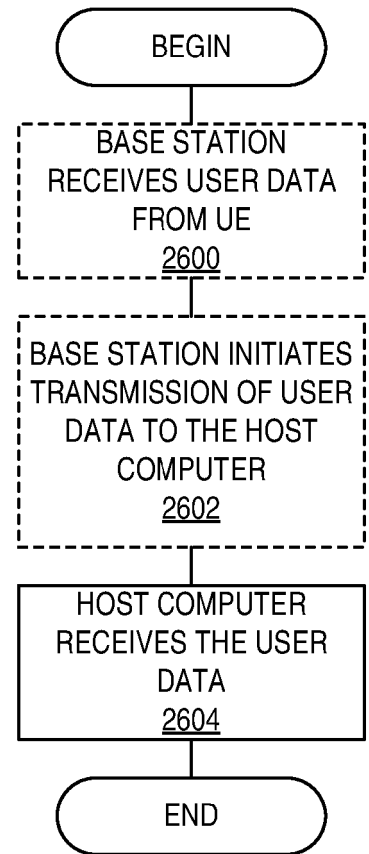 BEGIN
BASE STATION
RECEIVES USER DATA
FROM UE
2600
BASE STATION INITIATES
TRANSMISSION OF USER
DATA TO THE HOST
COMPUTER
2602
HOST COMPUTER
RECEIVES THE USER
DATA
2604
END